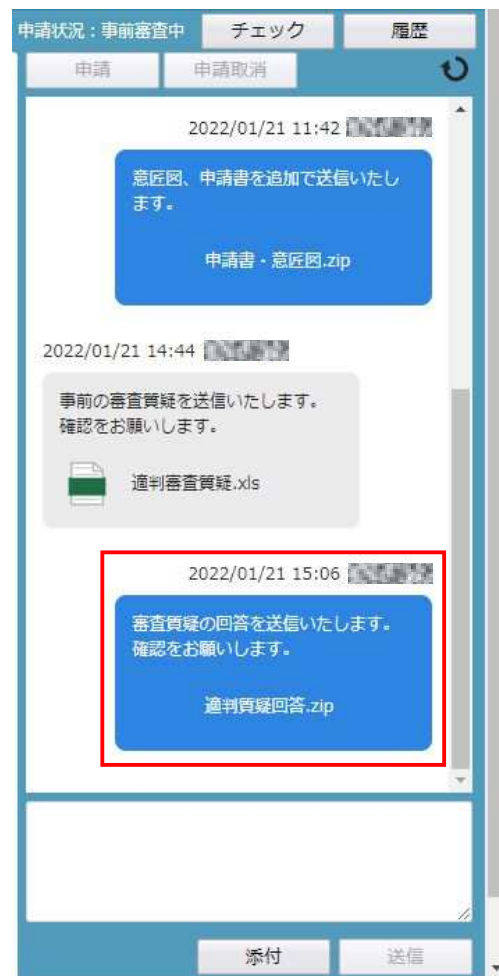 申請状況：事前審査中 チェック 履歴
申請 申請取消
2022/01/21 11:42
意匠図、申請書を追加で送信いたし
ます。
申請書・意匠図.zip
2022/01/21 14:44
事前の審査質疑を送信いたします。
確認をお願いします。
適判審査質疑.xls
2022/01/21 15:06
審査質疑の回答を送信いたします。
確認をお願いします。
適判質疑回答.zip
添付 送信